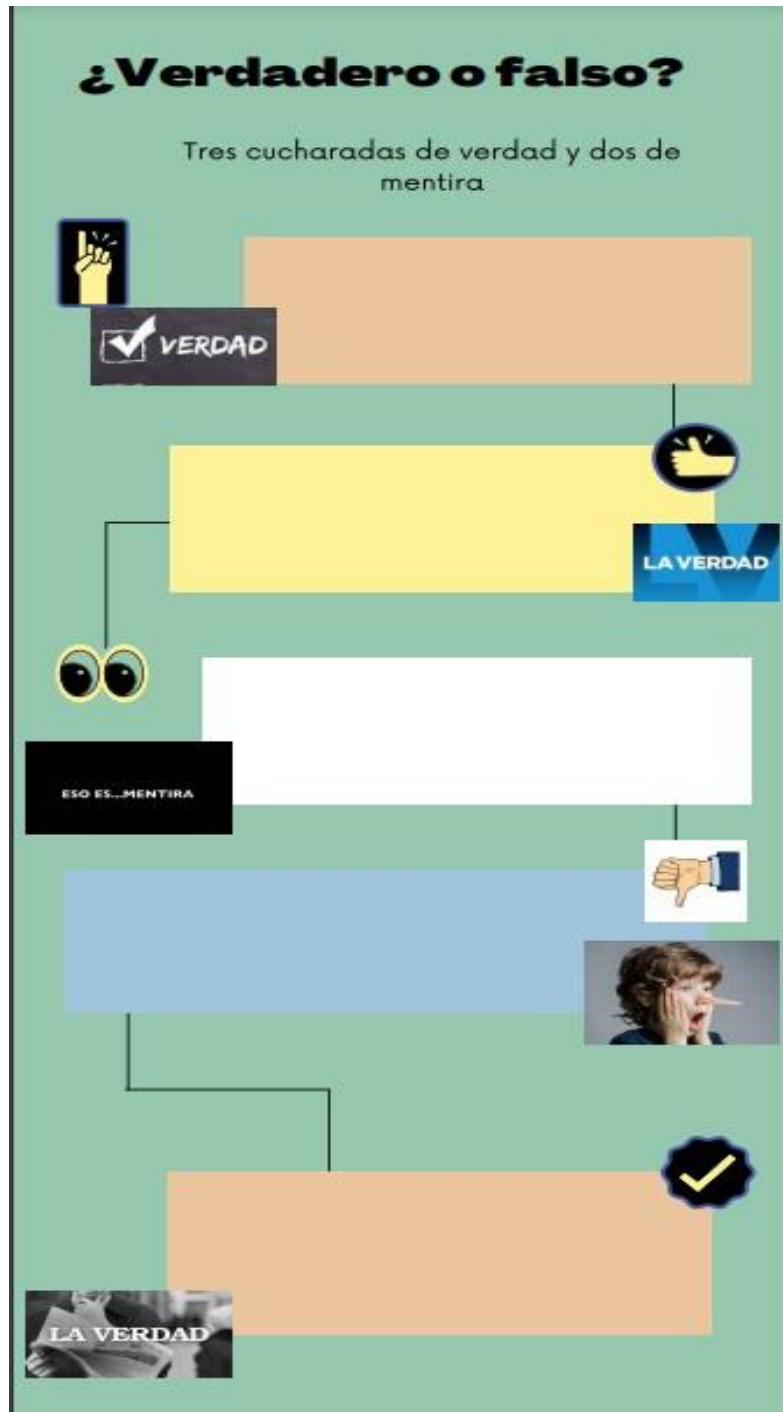 ¿Verdadero o falso?
Tres cucharadas de verdad y dos de
mentira
VERDAD
LA VERDAD
ESO ES...MENTIRA
LA VERDAD